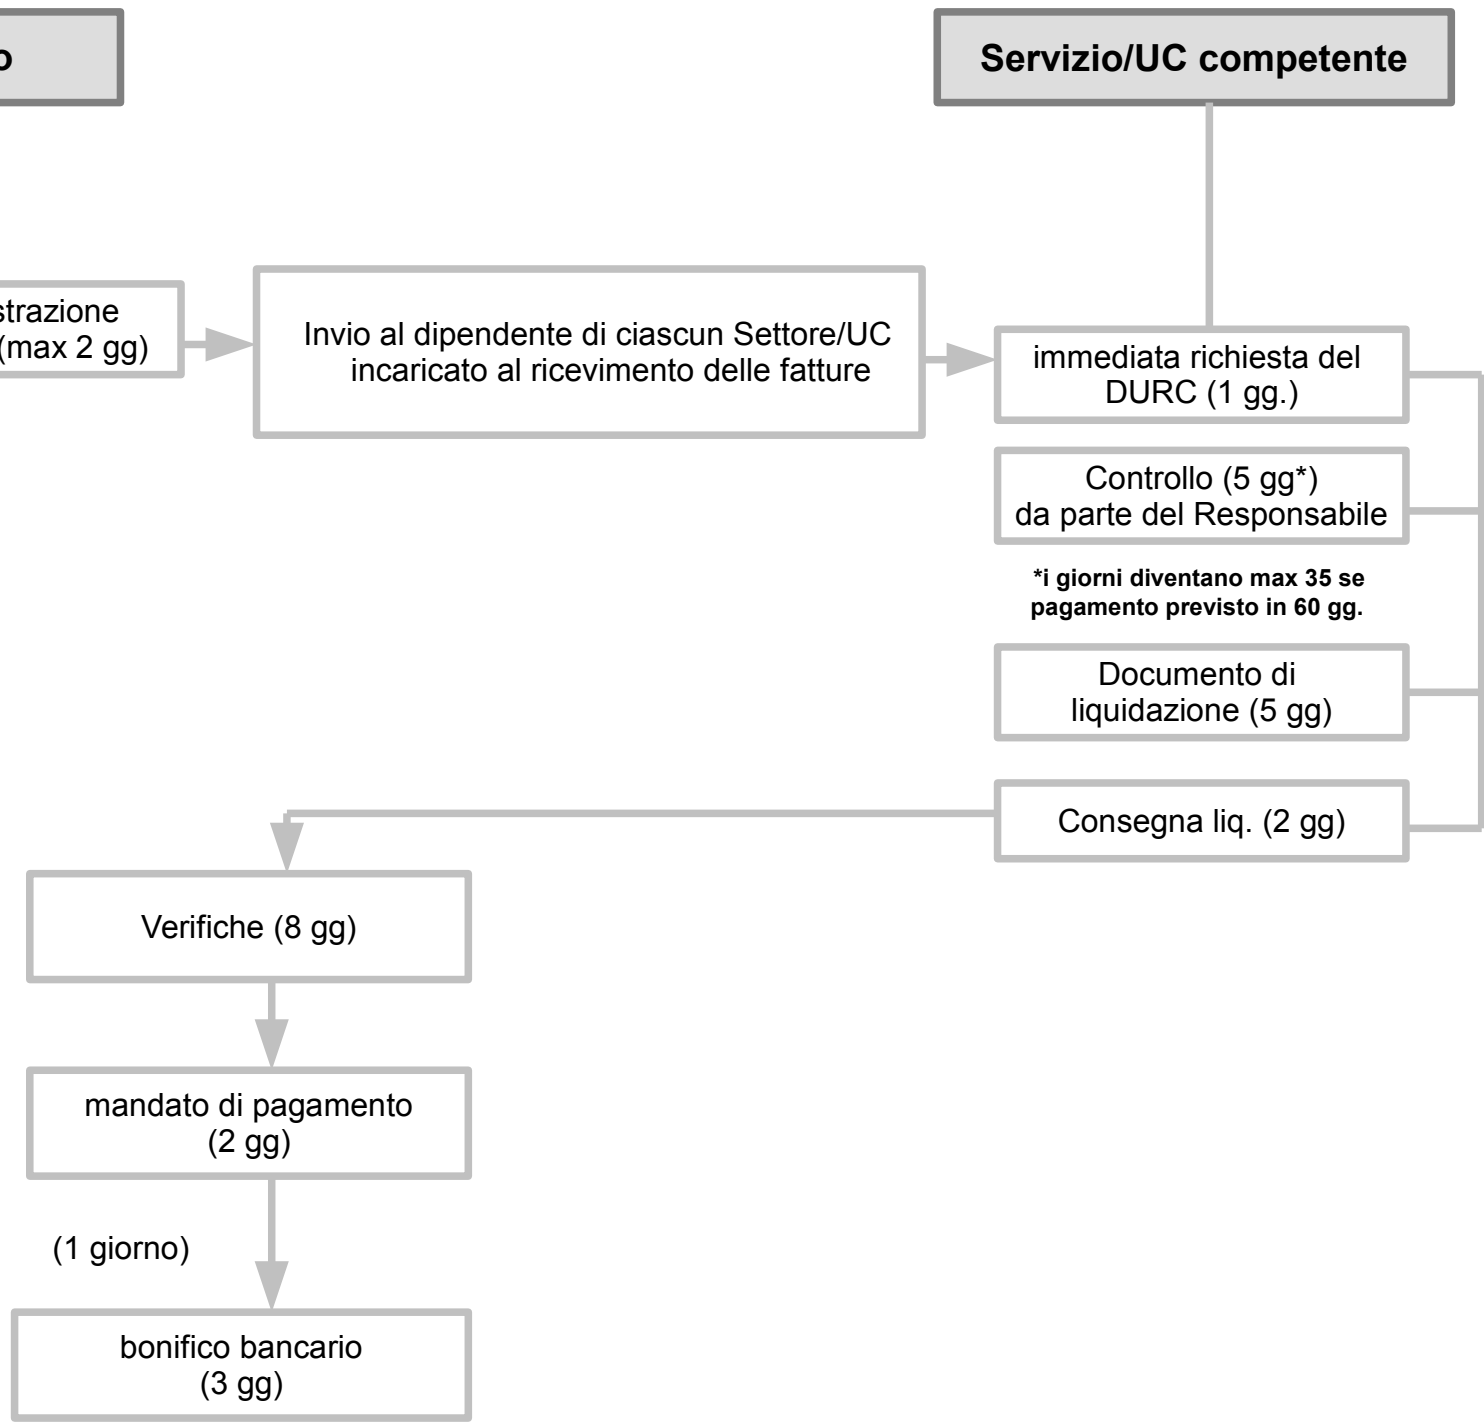 o
Servizio/UC competente
strazione
(max 2 gg)
Invio al dipendente di ciascun Settore/UC
incaricato al ricevimento delle fatture
immediata richiesta del
DURC (1 gg.)
Controllo (5 gg*)
da parte del Responsabile
*i giorni diventano max 35 se
pagamento previsto in 60 gg.
Documento di
liquidazione (5 gg)
Consegna liq. (2 gg)
Verifiche (8 gg)
mandato di pagamento
(2 gg)
(1 giorno)
bonifico bancario
(3 gg)